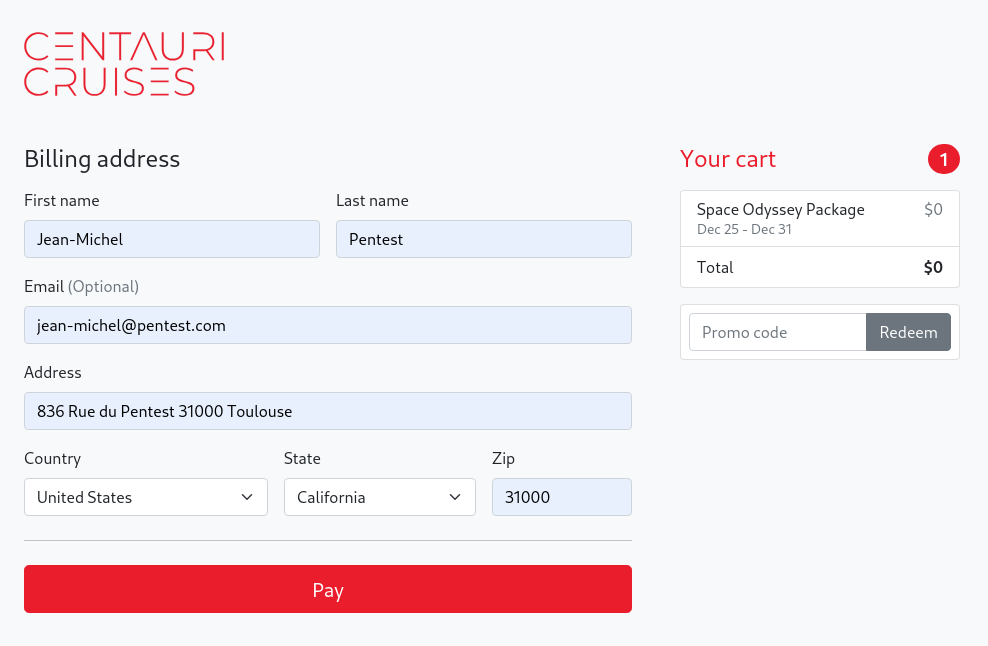 CENTAURI
CRUISES
Billing address
First name
Last name
Jean-Michel
Pentest
Email (Optional)
jean-michel@pentest.com
Address
836 Rue du Pentest 31000 Toulouse
Country
State
Zip
United States
California
31000
Pay
Your cart
1
Space Odyssey Package
$0
Dec 25 - Dec 31
Total
$0
Promo code
Redeem